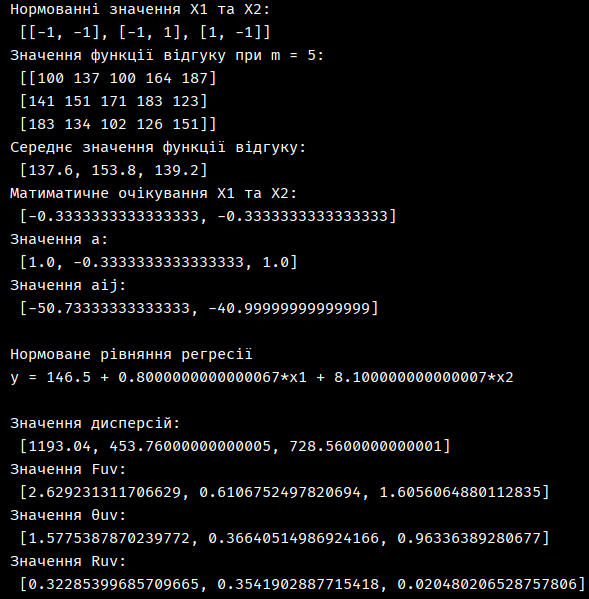 Нормованні значення X1 та X2:
[[-1, -1], [-1, 1], [1, -1]]
Значення функції відгуку при m = 5:
[[100 137 100 164 187]
[141 151 171 183 123]
[183 134 102 126 151]]
Середнє значення функції відгуку:
[137.6, 153.8, 139.2]
Матиматичне очікування X1 та X2:
[-0.3333333333333333, -0.3333333333333333]
Значення a:
[1.0, -0.3333333333333333, 1.0]
Значення aij:
[-50.73333333333333, -40.99999999999999]
Нормоване рівняння регресії
y = 146.5 + 0.8000000000000067*x1 + 8.100000000000007*x2
Значення дисперсій:
[1193.04, 453.76000000000005, 728.5600000000001]
Значення Fuv:
[2.629231311706629, 0.6106752497820694, 1.6056064880112835]
Значення θuv:
[1.5775387870239772, 0.36640514986924166, 0.96336389280677]
Значення Ruv:
[0.32285399685709665, 0.3541902887715418, 0.020480206528757806]